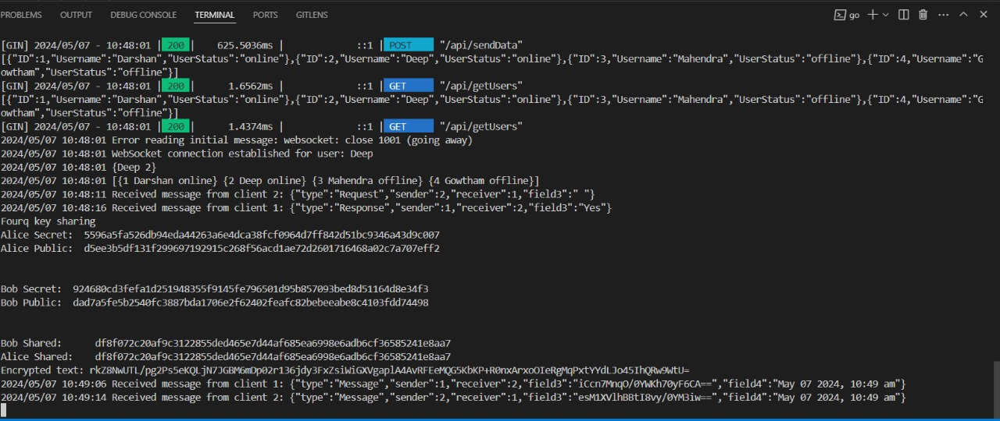 PROBLEMS OUTPUT DEBUG CONSOLE TERMINAL PORTS GITLENS go
[GIN] 2024/05/07 - 10:48:01 | 200 | 625.5036ms | ::1 | POST "/api/sendData"
[{"ID":1,"Username":"Darshan","UserStatus":"online"},{"ID":2,"Username":"Deep","UserStatus":"online"},{"ID":3,"Username":"Mahendra","UserStatus":"offline"},{"ID":4,"Username":"G
owtham","UserStatus":"offline"}]
[GIN] 2024/05/07 - 10:48:01 | 200 | 1.6562ms | ::1 | GET "/api/getUsers"
[{"ID":1,"Username":"Darshan","UserStatus":"online"},{"ID":2,"Username":"Deep","UserStatus":"online"},{"ID":3,"Username":"Mahendra","UserStatus":"offline"},{"ID":4,"Username":"G
owtham","UserStatus":"offline"}]
[GIN] 2024/05/07 - 10:48:01 | 200 | 1.4374ms | ::1 | GET "/api/getUsers"
2024/05/07 10:48:01 Error reading initial message: websocket: close 1001 (going away)
2024/05/07 10:48:01 WebSocket connection established for user: Deep
2024/05/07 10:48:01 {Deep 2}
2024/05/07 10:48:01 [{1 Darshan online} {2 Deep online} {3 Mahendra offline} {4 Gowtham offline}]
2024/05/07 10:48:11 Received message from client 2: {"type":"Request","sender":2,"receiver":1,"field3":" "}
2024/05/07 10:48:16 Received message from client 1: {"type":"Response","sender":1,"receiver":2,"field3":"Yes"}
Fourq key sharing
Alice Secret: 5596a5fa526db94eda44263a6e4dca38fcf0964d7ff842d51bc9346a43d9c007
Alice Public: d5ee3b5df131f299697192915c268f56acd1ae72d2601716468a02c7a707eff2
Bob Secret: 924680cd3fefa1d251948355f9145fe796501d95b857093bed8d51164d8e34f3
Bob Public: dad7a5fe5b2540fc3887bda1706e2f62402feafc82bebeeabe8c4103fdd74498
Bob Shared: df8f072c20af9c3122855ded465e7d44af685ea6998e6adb6cf36585241e8aa7
Alice Shared: df8f072c20af9c3122855ded465e7d44af685ea6998e6adb6cf36585241e8aa7
Encrypted text: rkZ8NwUTL/pg2Ps5eKQLjN7JGBM6mDp02r136jdy3FxZsiWiGXVgaplA4AvRFEeMQG5KbKP+R0nxArxoOIeRgMqPxtYYdLJo45IhQRw9WtU=
2024/05/07 10:49:06 Received message from client 1: {"type":"Message","sender":1,"receiver":2,"field3":"iCcn7MnqO/0YWKh70yF6CA==","field4":"May 07 2024, 10:49 am"}
2024/05/07 10:49:14 Received message from client 2: {"type":"Message","sender":2,"receiver":1,"field3":"esM1XVlhBBtI8vy/0YM3iw==","field4":"May 07 2024, 10:49 am"}